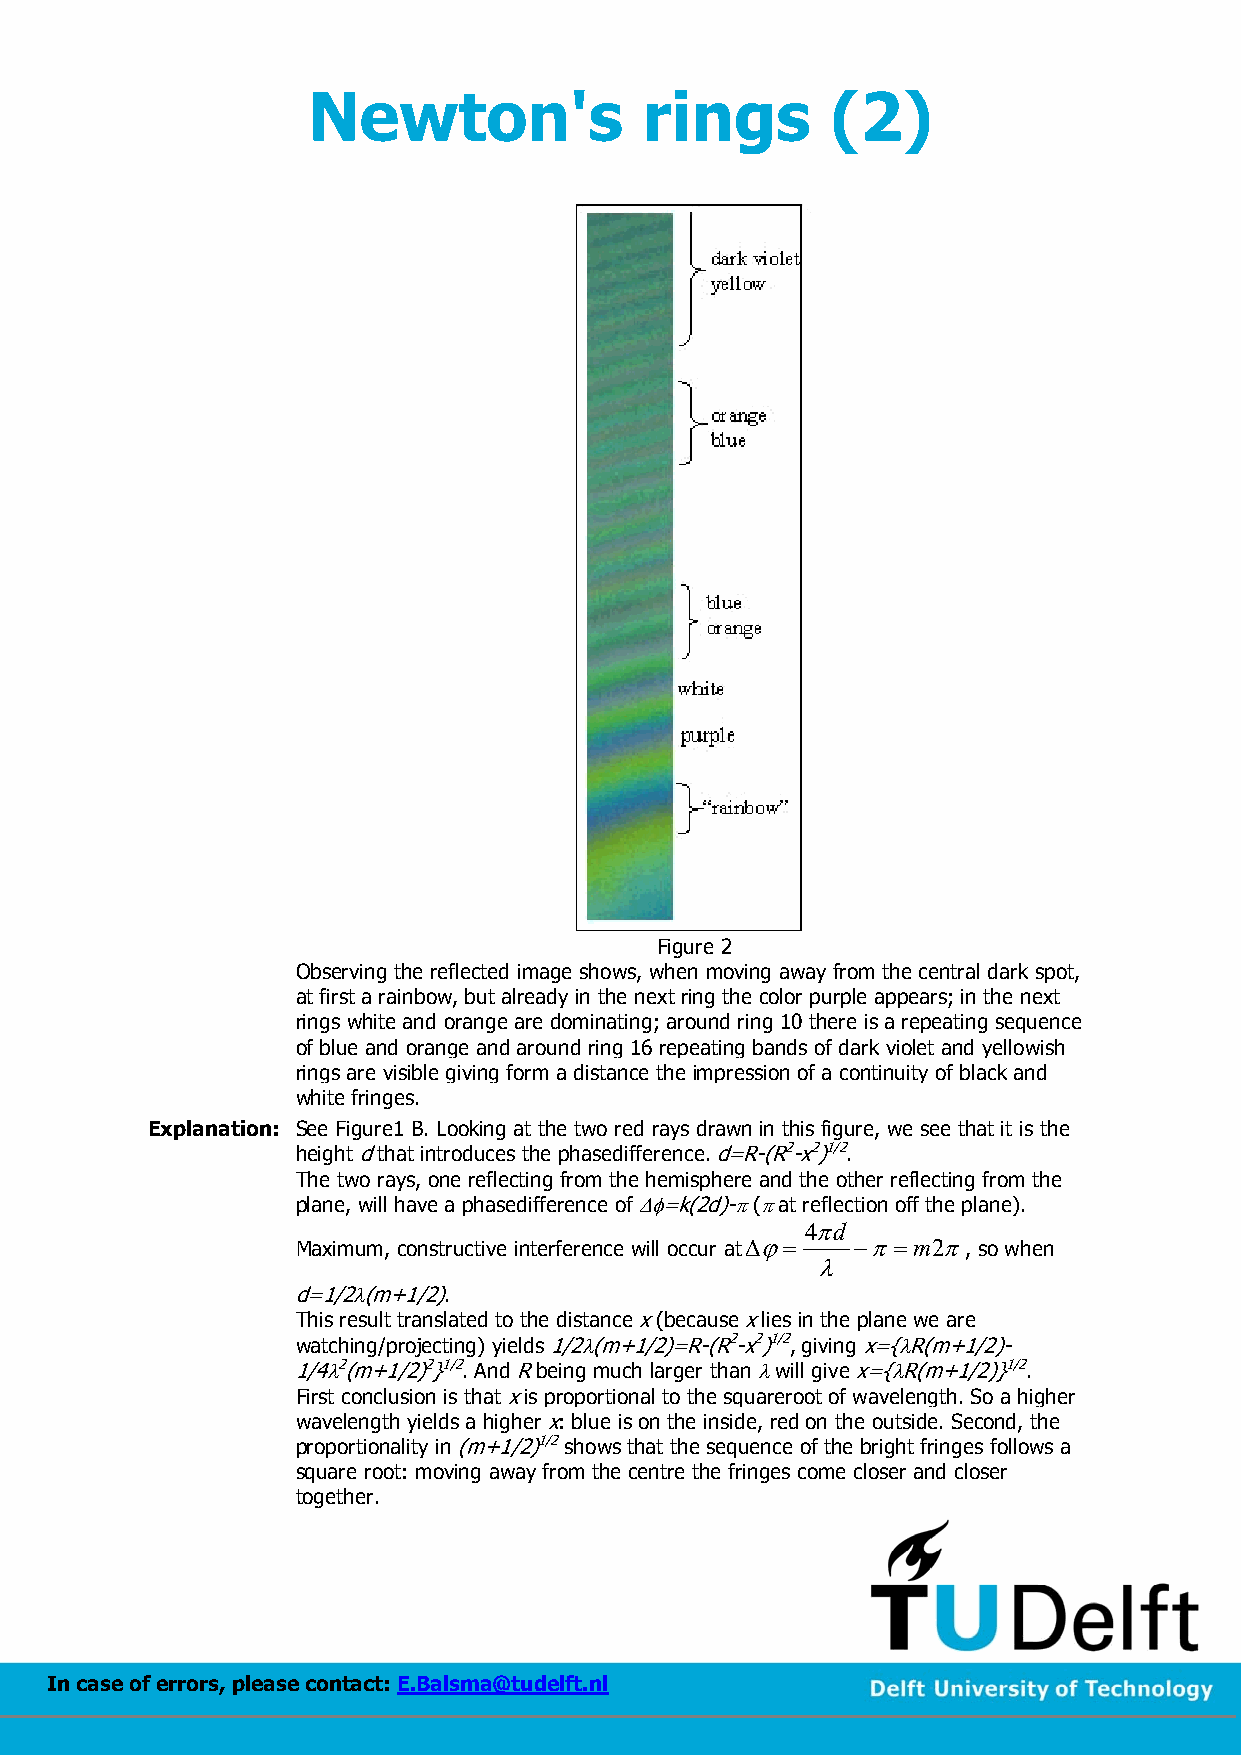 Newton's rings (2)
dark violet
yellow
orange
blue
blue
orange
white
purple
“rainbow”
Figure 2
Observing the reflected image shows, when moving away from the central dark spot,
at first a rainbow, but already in the next ring the color purple appears; in the next
rings white and orange are dominating; around ring 10 there is a repeating sequence
of blue and orange and around ring 16 repeating bands of dark violet and yellowish
rings are visible giving form a distance the impression of a continuity of black and
white fringes.
Explanation: See Figure1 B. Looking at the two red rays drawn in this figure, we see that it is the
height d that introduces the phasedifference. d=R-(R²-x²)^1/2.
The two rays, one reflecting from the hemisphere and the other reflecting from the
plane, will have a phasedifference of Δϕ=k(2d)-π (π at reflection off the plane).
Maximum, constructive interference will occur at Δφ = 4πd/λ − π = m2π , so when
d=1/2λ(m+1/2).
This result translated to the distance x (because x lies in the plane we are
watching/projecting) yields 1/2λ(m+1/2)=R-(R²-x²)^1/2, giving x={λR(m+1/2)-
1/4λ²(m+1/2)²}^1/2. And R being much larger than λ will give x={λR(m+1/2)}^1/2.
First conclusion is that x is proportional to the squareroot of wavelength. So a higher
wavelength yields a higher x: blue is on the inside, red on the outside. Second, the
proportionality in (m+1/2)^1/2 shows that the sequence of the bright fringes follows a
square root: moving away from the centre the fringes come closer and closer
together.
TUDelft
In case of errors, please contact: E.Balsma@tudelft.nl
Delft University of Technology